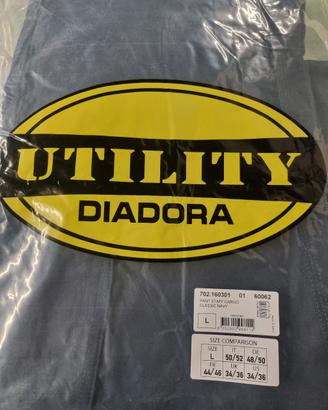 UTILITY
DIADORA
702.160301 01 60062
PANT STAFF CARGO
CLASSIC NAVY
L
SIZE COMPARISON
SIZE IT DE
L 50/52 48/50
FR UK US
44/46 34/36 34/36